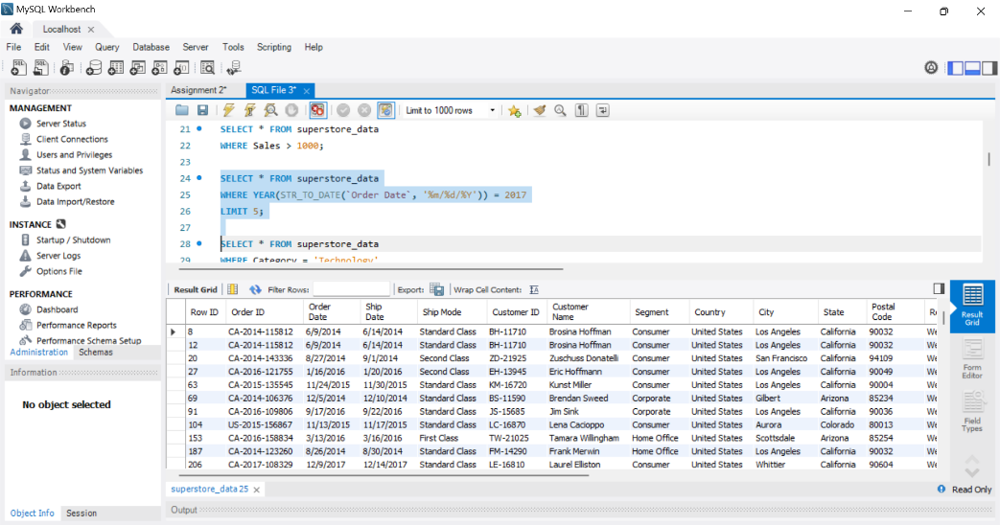 MySQL Workbench
Localhost
File Edit View Query Database Server Tools Scripting Help
Navigator
MANAGEMENT
Server Status
Client Connections
Users and Privileges
Status and System Variables
Data Export
Data Import/Restore
INSTANCE
Startup / Shutdown
Server Logs
Options File
PERFORMANCE
Dashboard
Performance Reports
Performance Schema Setup
Administration Schemas
Information
No object selected
Object Info Session
Assignment 2* SQL File 3*
Limit to 1000 rows
21 SELECT * FROM superstore_data
22 WHERE Sales > 1000;
23
24 SELECT * FROM superstore_data
25 WHERE YEAR(STR_TO_DATE(`Order Date`, '%m/%d/%Y')) = 2017
26 LIMIT 5;
27
28 SELECT * FROM superstore_data
29 WHERE Category = 'Technology'
Result Grid Filter Rows: Export: Wrap Cell Content:
Row ID Order ID Order Date Ship Date Ship Mode Customer ID Customer Name Segment Country City State Postal Code
8 CA-2014-115812 6/9/2014 6/14/2014 Standard Class BH-11710 Brosina Hoffman Consumer United States Los Angeles California 90032 We
12 CA-2014-115812 6/9/2014 6/14/2014 Standard Class BH-11710 Brosina Hoffman Consumer United States Los Angeles California 90032 We
20 CA-2014-143336 8/27/2014 9/1/2014 Second Class ZD-21925 Zuschuss Donatelli Consumer United States San Francisco California 94109 We
27 CA-2016-121755 1/16/2016 1/20/2016 Second Class EH-13945 Eric Hoffmann Consumer United States Los Angeles California 90049 We
63 CA-2015-135545 11/24/2015 11/30/2015 Standard Class KM-16720 Kunst Miller Consumer United States Los Angeles California 90004 We
69 CA-2014-106376 12/5/2014 12/10/2014 Standard Class BS-11590 Brendan Sweed Corporate United States Gilbert Arizona 85234 We
91 CA-2016-109806 9/17/2016 9/22/2016 Standard Class JS-15685 Jim Sink Corporate United States Los Angeles California 90036 We
104 US-2015-156867 11/13/2015 11/17/2015 Standard Class LC-16870 Lena Cacioppo Consumer United States Aurora Colorado 80013 We
153 CA-2016-158834 3/13/2016 3/16/2016 First Class TW-21025 Tamara Willingham Home Office United States Scottsdale Arizona 85254 We
187 CA-2014-123260 8/26/2014 8/30/2014 Standard Class FM-14290 Frank Merwin Home Office United States Los Angeles California 90032 We
206 CA-2017-108329 12/9/2017 12/14/2017 Standard Class LE-16810 Laurel Elliston Consumer United States Whittier California 90604 We
Result Grid
Form Editor
Field Types
superstore_data 25
Read Only
Output